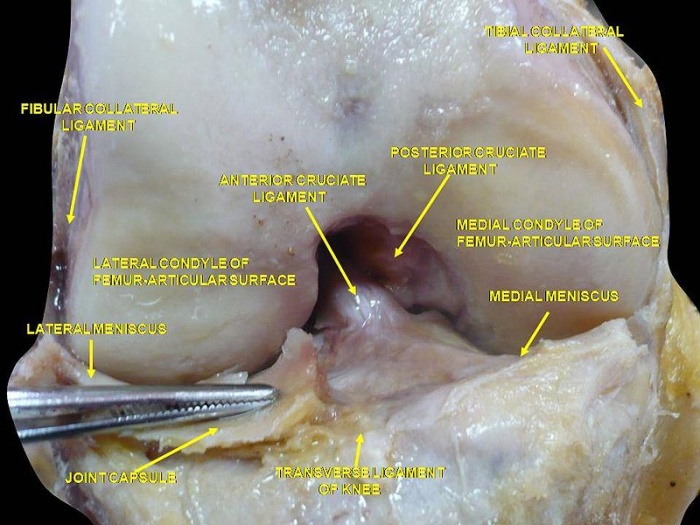 TIBIAL COLLATERAL
LIGAMENT
FIBULAR COLLATERAL
LIGAMENT
POSTERIOR CRUCIATE
LIGAMENT
ANTERIOR CRUCIATE
LIGAMENT
MEDIAL CONDYLE OF
FEMUR-ARTICULAR SURFACE
LATERAL CONDYLE OF
FEMUR-ARTICULAR SURFACE
MEDIAL MENISCUS
LATERAL MENISCUS
JOINT CAPSULE
TRANSVERSE LIGAMENT
OF KNEE